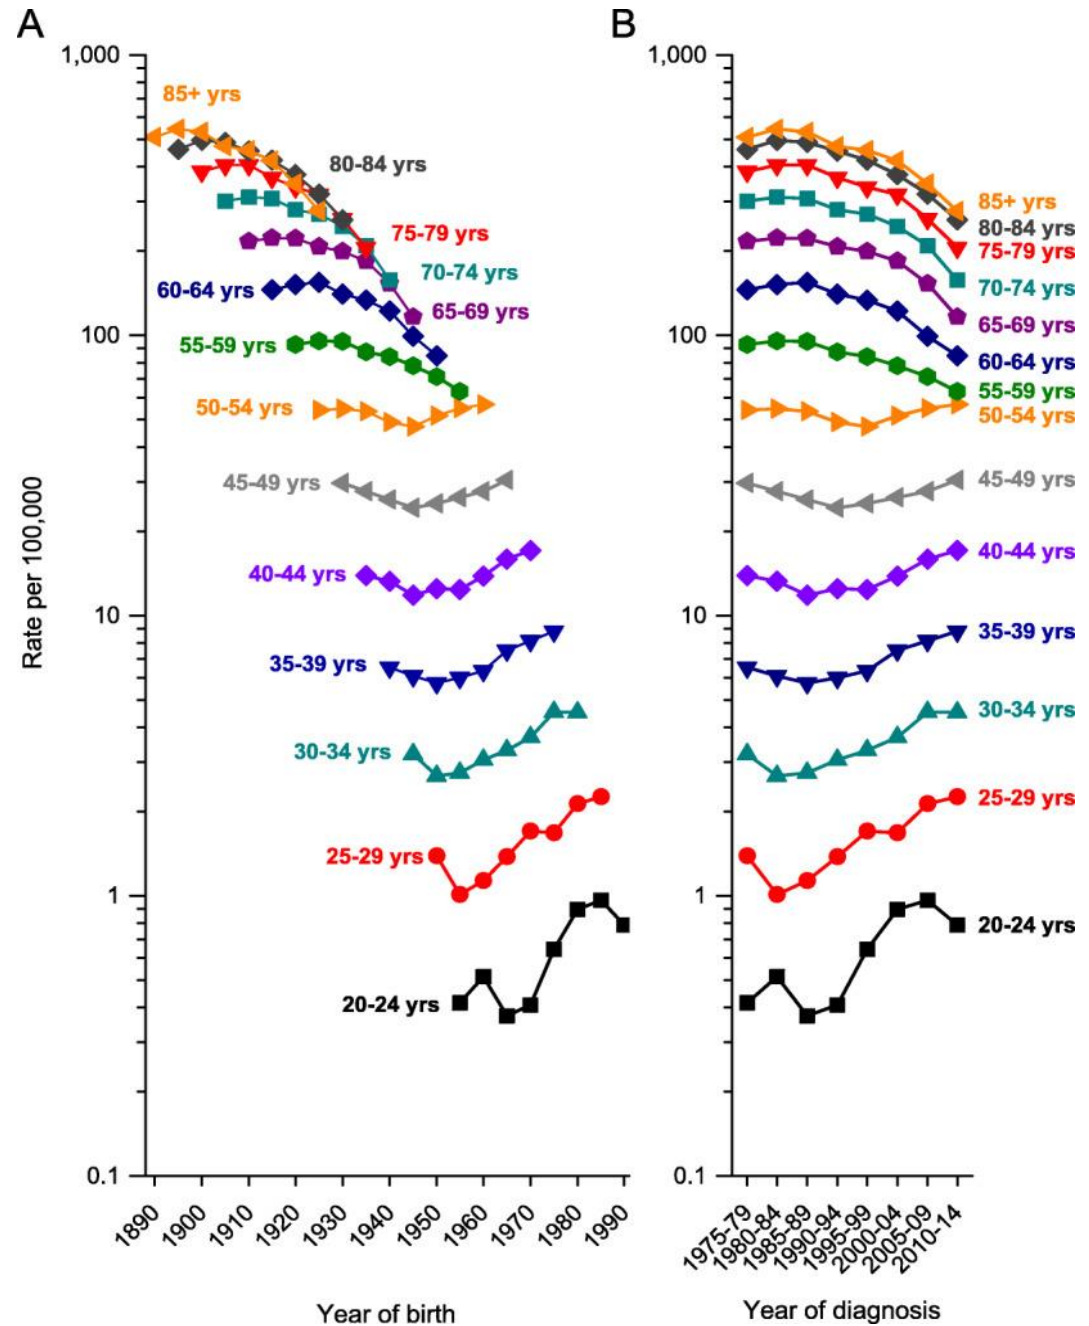 A
B
1,000
100
10
1
0.1
Rate per 100,000
85+ yrs
80-84 yrs
75-79 yrs
70-74 yrs
65-69 yrs
60-64 yrs
55-59 yrs
50-54 yrs
45-49 yrs
40-44 yrs
35-39 yrs
30-34 yrs
25-29 yrs
20-24 yrs
1890
1900
1910
1920
1930
1940
1950
1960
1970
1980
1990
Year of birth
1,000
100
10
1
0.1
85+ yrs
80-84 yrs
75-79 yrs
70-74 yrs
65-69 yrs
60-64 yrs
55-59 yrs
50-54 yrs
45-49 yrs
40-44 yrs
35-39 yrs
30-34 yrs
25-29 yrs
20-24 yrs
1975-79
1980-84
1985-89
1990-94
1995-99
2000-04
2005-09
2010-14
Year of diagnosis